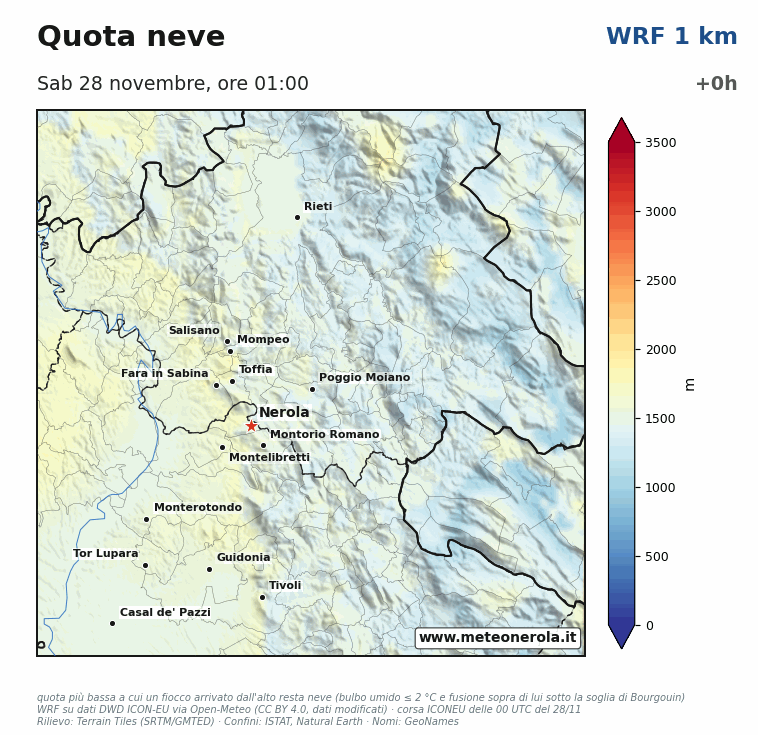 Quota neve
WRF 1 km
Sab 28 novembre, ore 01:00
+0h
Rieti
Salisano
Mompeo
Fara in Sabina
Toffia
Poggio Moiano
Nerola
Montorio Romano
Montelibretti
Monterotondo
Tor Lupara
Guidonia
Tivoli
Casal de' Pazzi
www.meteonerola.it
3500
3000
2500
2000
1500
1000
500
0
m
quota più bassa a cui un fiocco arrivato dall'alto resta neve (bulbo umido ≤ 2 °C e fusione sopra di lui sotto la soglia di Bourgouin)
WRF su dati DWD ICON-EU via Open-Meteo (CC BY 4.0, dati modificati) · corsa ICONEU delle 00 UTC del 28/11
Rilievo: Terrain Tiles (SRTM/GMTED) · Confini: ISTAT, Natural Earth · Nomi: GeoNames